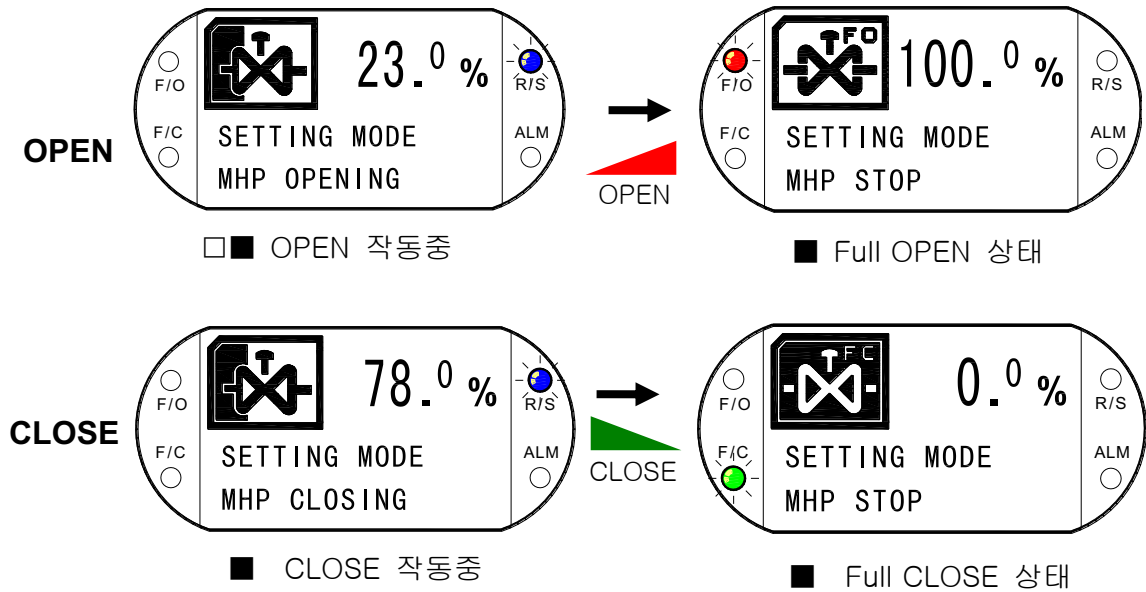 OPEN
F/O
F/C
23.0 %
R/S
ALM
SETTING MODE
MHP OPENING
□■ OPEN 작동중
OPEN
FO
F/O
F/C
100.0 %
R/S
ALM
SETTING MODE
MHP STOP
■ Full OPEN 상태
CLOSE
F/O
F/C
78.0 %
R/S
ALM
SETTING MODE
MHP CLOSING
■ CLOSE 작동중
CLOSE
FC
F/O
F/C
0.0 %
R/S
ALM
SETTING MODE
MHP STOP
■ Full CLOSE 상태